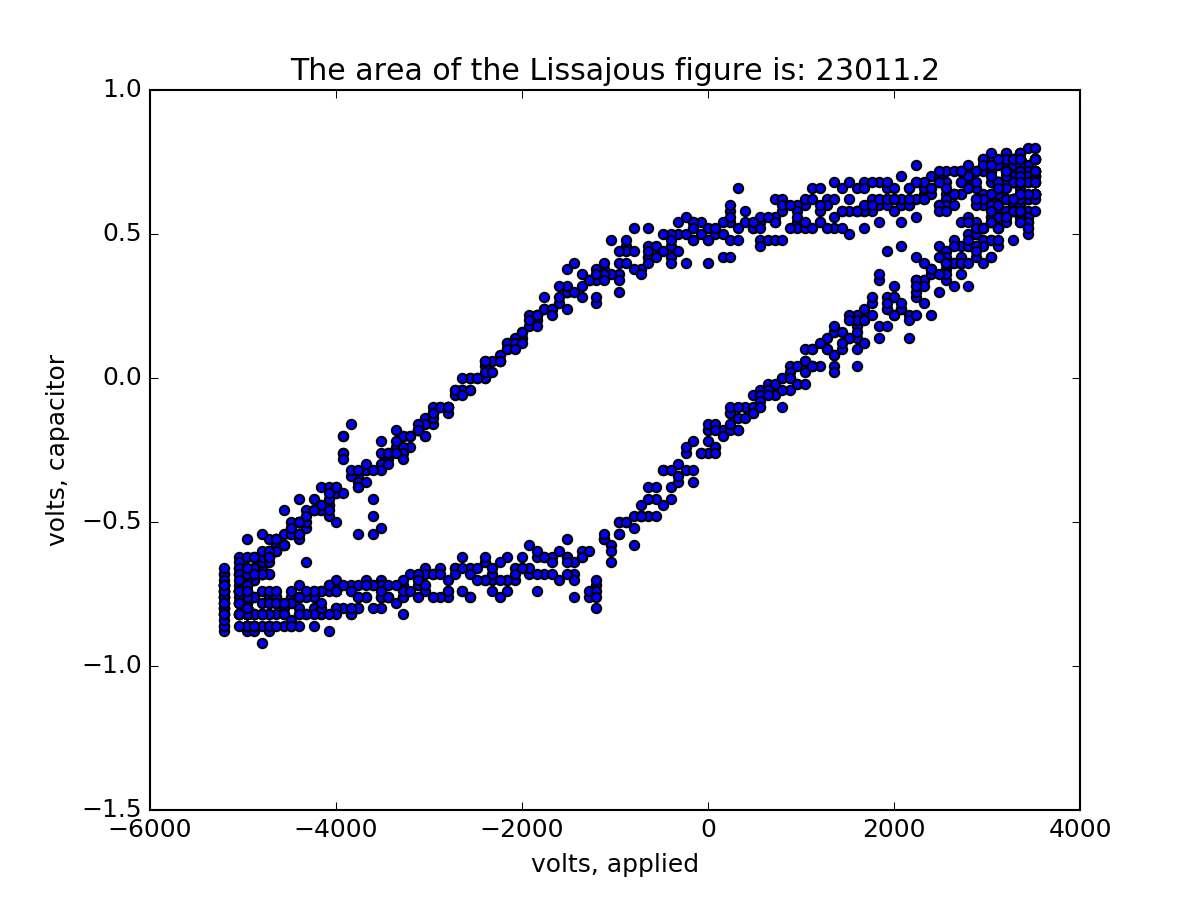 The area of the Lissajous figure is: 23011.2
1.0
0.5
0.0
−0.5
−1.0
−1.5
volts, capacitor
−6000 −4000 −2000 0 2000 4000
volts, applied